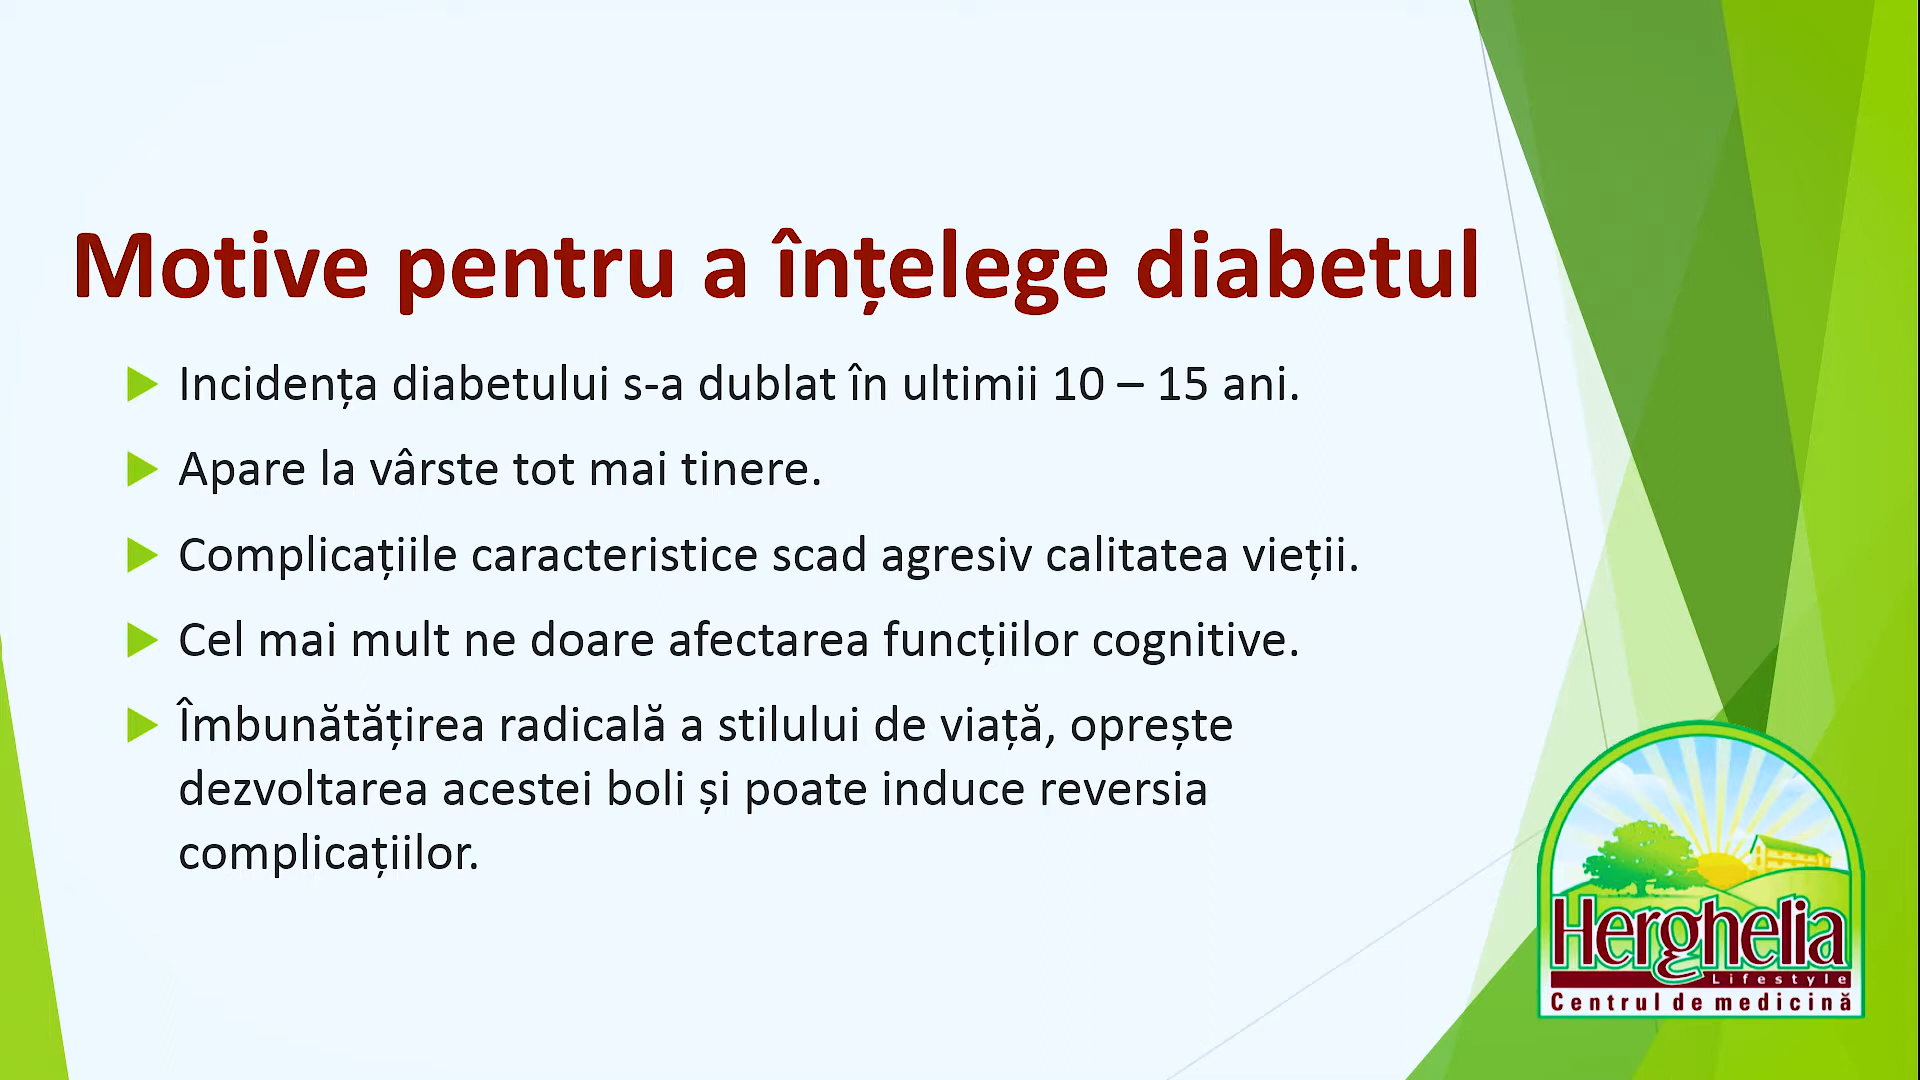 Motive pentru a înțelege diabetul
Incidența diabetului s-a dublat în ultimii 10 – 15 ani.
Apare la vârste tot mai tinere.
Complicațiile caracteristice scad agresiv calitatea vieții.
Cel mai mult ne doare afectarea funcțiilor cognitive.
Îmbunătățirea radicală a stilului de viață, oprește
dezvoltarea acestei boli și poate induce reversia
complicațiilor.
Herghelia
Lifestyle
Centrul de medicină